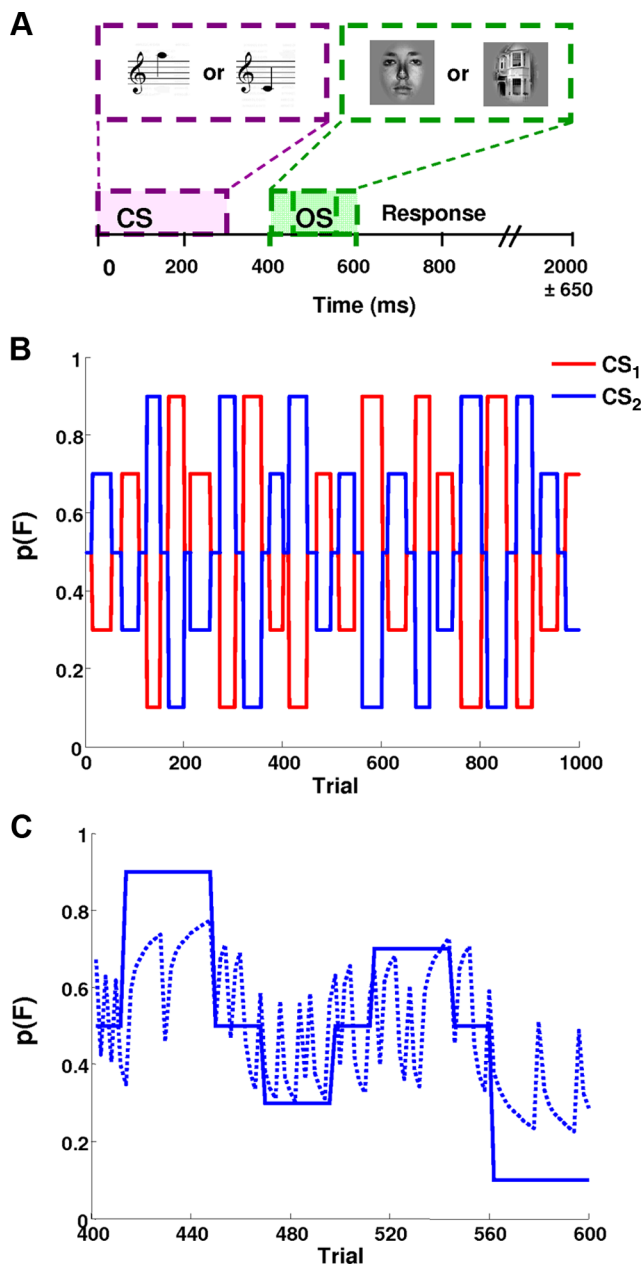 A
or or
CS OS Response
0 200 400 600 800 2000
± 650
Time (ms)
B
1
CS1
CS2
0.8
0.6
p(F)
0.4
0.2
0
0 200 400 600 800 1000
Trial
C
1
0.8
0.6
p(F)
0.4
0.2
0
400 440 480 520 560 600
Trial